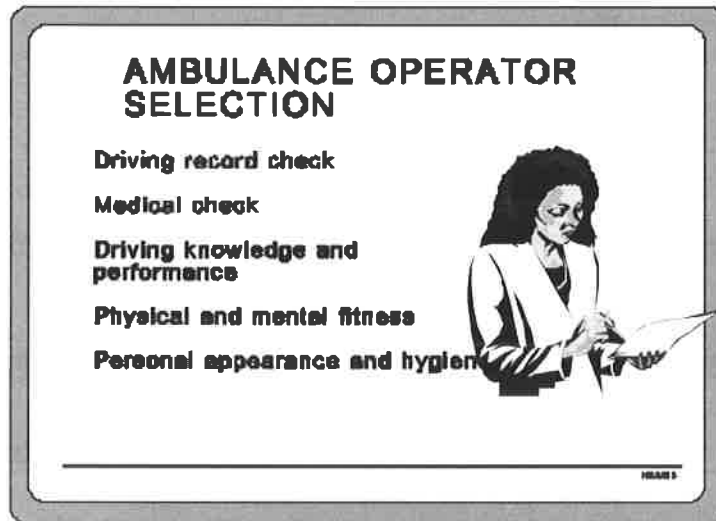 AMBULANCE OPERATOR
SELECTION
Driving record check
Medical check
Driving knowledge and
performance
Physical and mental fitness
Personal appearance and hygien